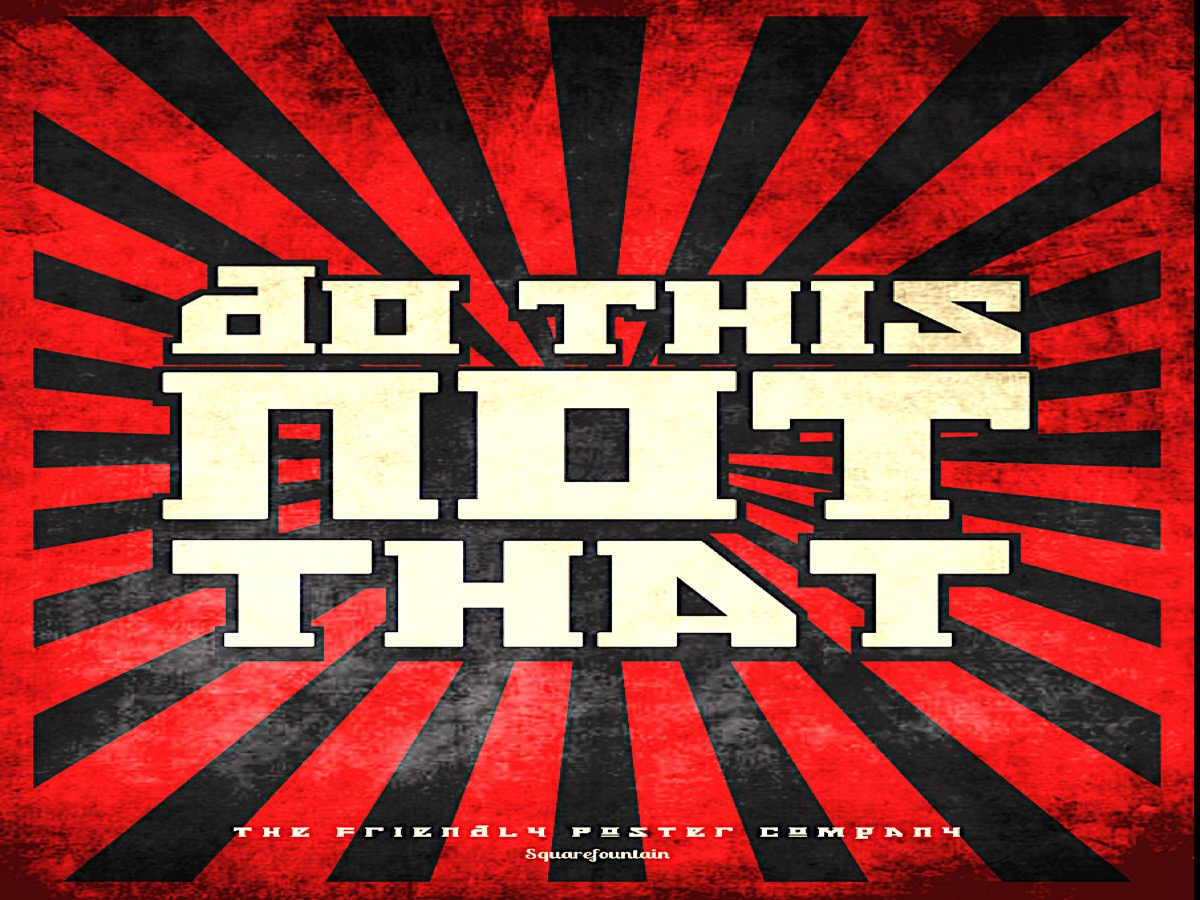 do THIS
NOT
THAT
THE FRIENdLY POSTER COMPANY
Squarefountain